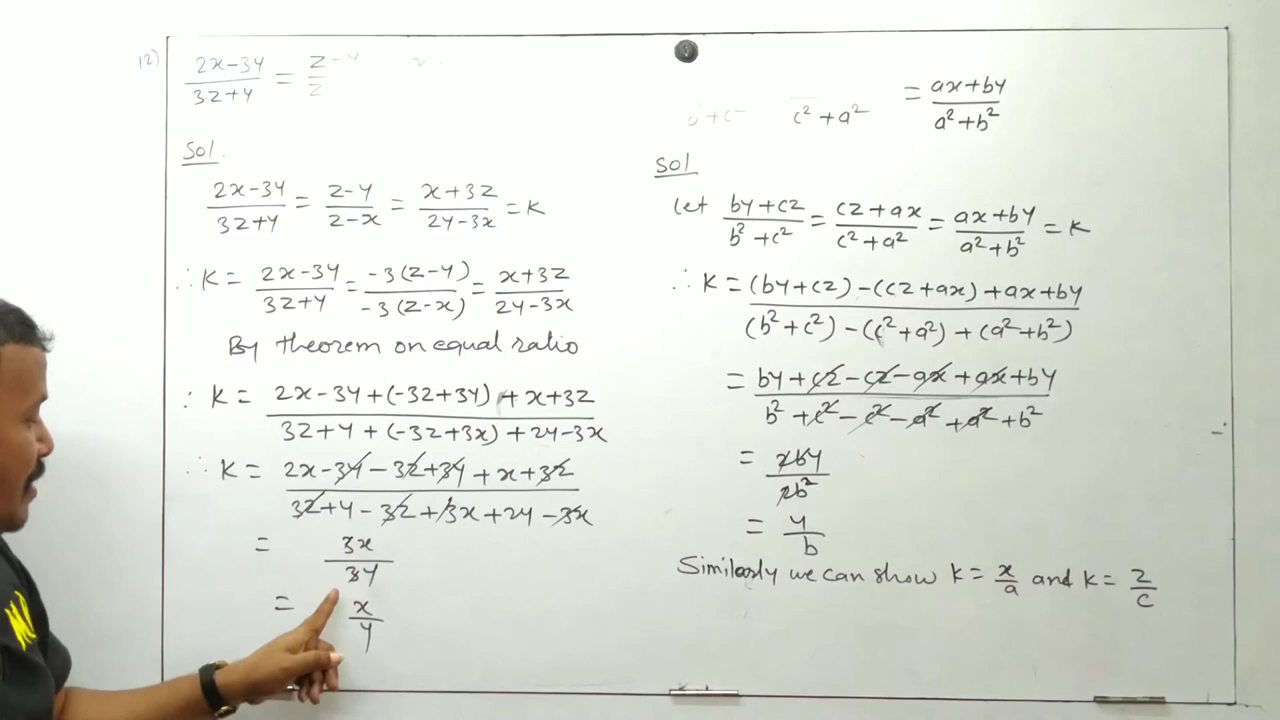 12) 2x-3y/3z+y = z-y/z
Sol.
2x-3y/3z+y = z-y/z-x = x+3z/2y-3x = K
∴ K = 2x-3y/3z+y = -3(z-y)/-3(z-x) = x+3z/2y-3x
By theorem on equal ratio
∴ K = 2x-3y+(-3z+3y)+x+3z/3z+y+(-3z+3x)+2y-3x
∴ K = 2x-3y-3z+3y+x+3z/3z+y-3z+3x+2y-3x
= 3x/3y
= x/y
b²+c² c²+a² = ax+by/a²+b²
Sol
let by+cz/b²+c² = cz+ax/c²+a² = ax+by/a²+b² = K
∴ K = (by+cz)-(cz+ax)+ax+by/(b²+c²)-(c²+a²)+(a²+b²)
= by+cz-cz-ax+ax+by/b²+c²-c²-a²+a²+b²
= 2by/2b²
= y/b
Similarly we can show K = x/a and K = z/c